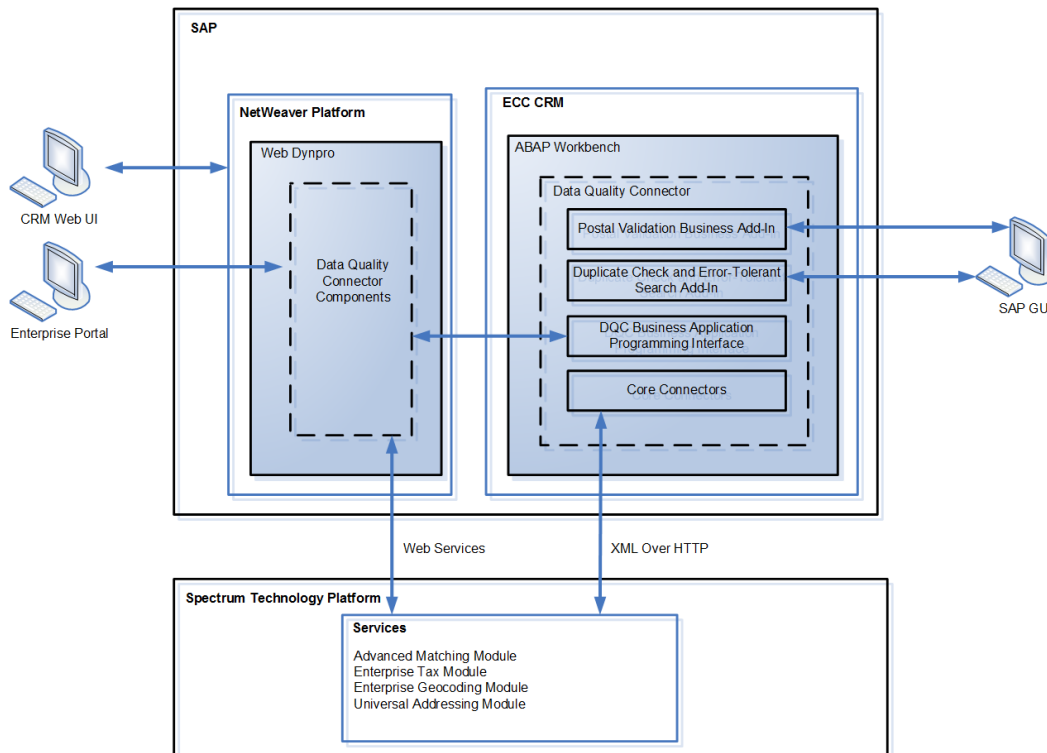 SAP
NetWeaver Platform
Web Dynpro
Data Quality
Connector
Components
ECC CRM
ABAP Workbench
Data Quality Connector
Postal Validation Business Add-In
Duplicate Check and Error-Tolerant
Search Add-In
DQC Business Application
Programming Interface
Core Connectors
CRM Web UI
Enterprise Portal
SAP GU
Web Services
XML Over HTTP
Spectrum Technology Platform
Services
Advanced Matching Module
Enterprise Tax Module
Enterprise Geocoding Module
Universal Addressing Module